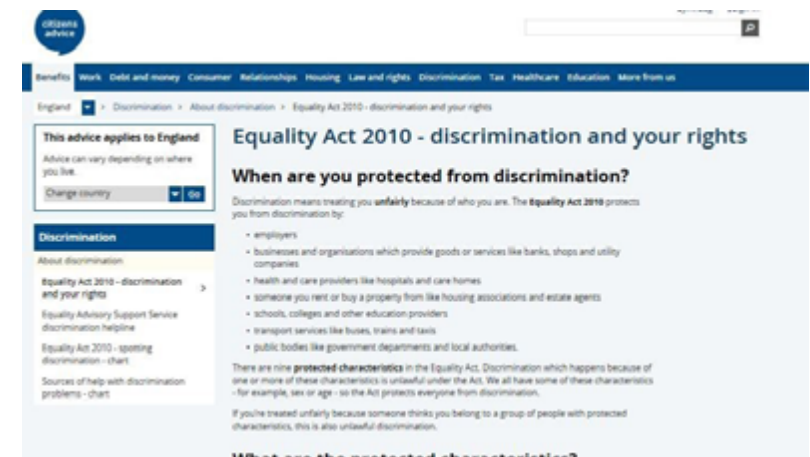 citizens
advice
Benefits Work Debt and money Consumer Relationships Housing Law and rights Discrimination Tax Healthcare Education More from us
England > Discrimination > About discrimination > Equality Act 2010 - discrimination and your rights
This advice applies to England
Advice can vary depending on where
you live.
Change country Go
Discrimination
About discrimination
Equality Act 2010 - discrimination
and your rights
Equality Advisory Support Service
discrimination helpline
Equality Act 2010 - spotting
discrimination - chart
Sources of help with discrimination
problems - chart
Equality Act 2010 - discrimination and your rights
When are you protected from discrimination?
Discrimination means treating you unfairly because of who you are. The Equality Act 2010 protects
you from discrimination by:
• employers
• businesses and organisations which provide goods or services like banks, shops and utility
companies
• health and care providers like hospitals and care homes
• someone you rent or buy a property from like housing associations and estate agents
• schools, colleges and other education providers
• transport services like buses, trains and taxis
• public bodies like government departments and local authorities.
There are nine protected characteristics in the Equality Act. Discrimination which happens because of
one or more of these characteristics is unlawful under the Act. We all have some of these characteristics
- for example, sex or age - so the Act protects everyone from discrimination.
If you're treated unfairly because someone thinks you belong to a group of people with protected
characteristics, this is also unlawful discrimination.
What are the protected characteristics?